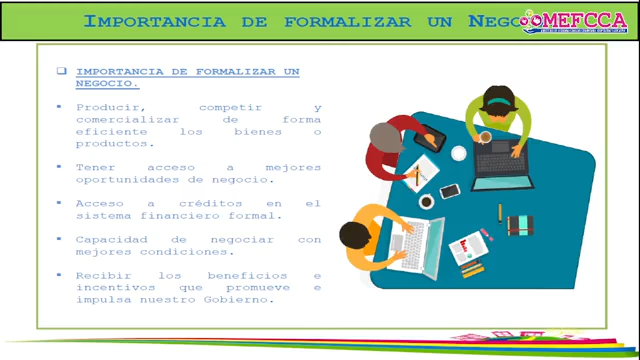 IMPORTANCIA DE FORMALIZAR UN NEGO
MEFCCA
IMPORTANCIA DE FORMALIZAR UN
NEGOCIO.
Producir, competir y
comercializar de forma
eficiente los bienes o
productos.
Tener acceso a mejores
oportunidades de negocio.
Acceso a créditos en el
sistema financiero formal.
Capacidad de negociar con
mejores condiciones.
Recibir los beneficios e
incentivos que promueve e
impulsa nuestro Gobierno.